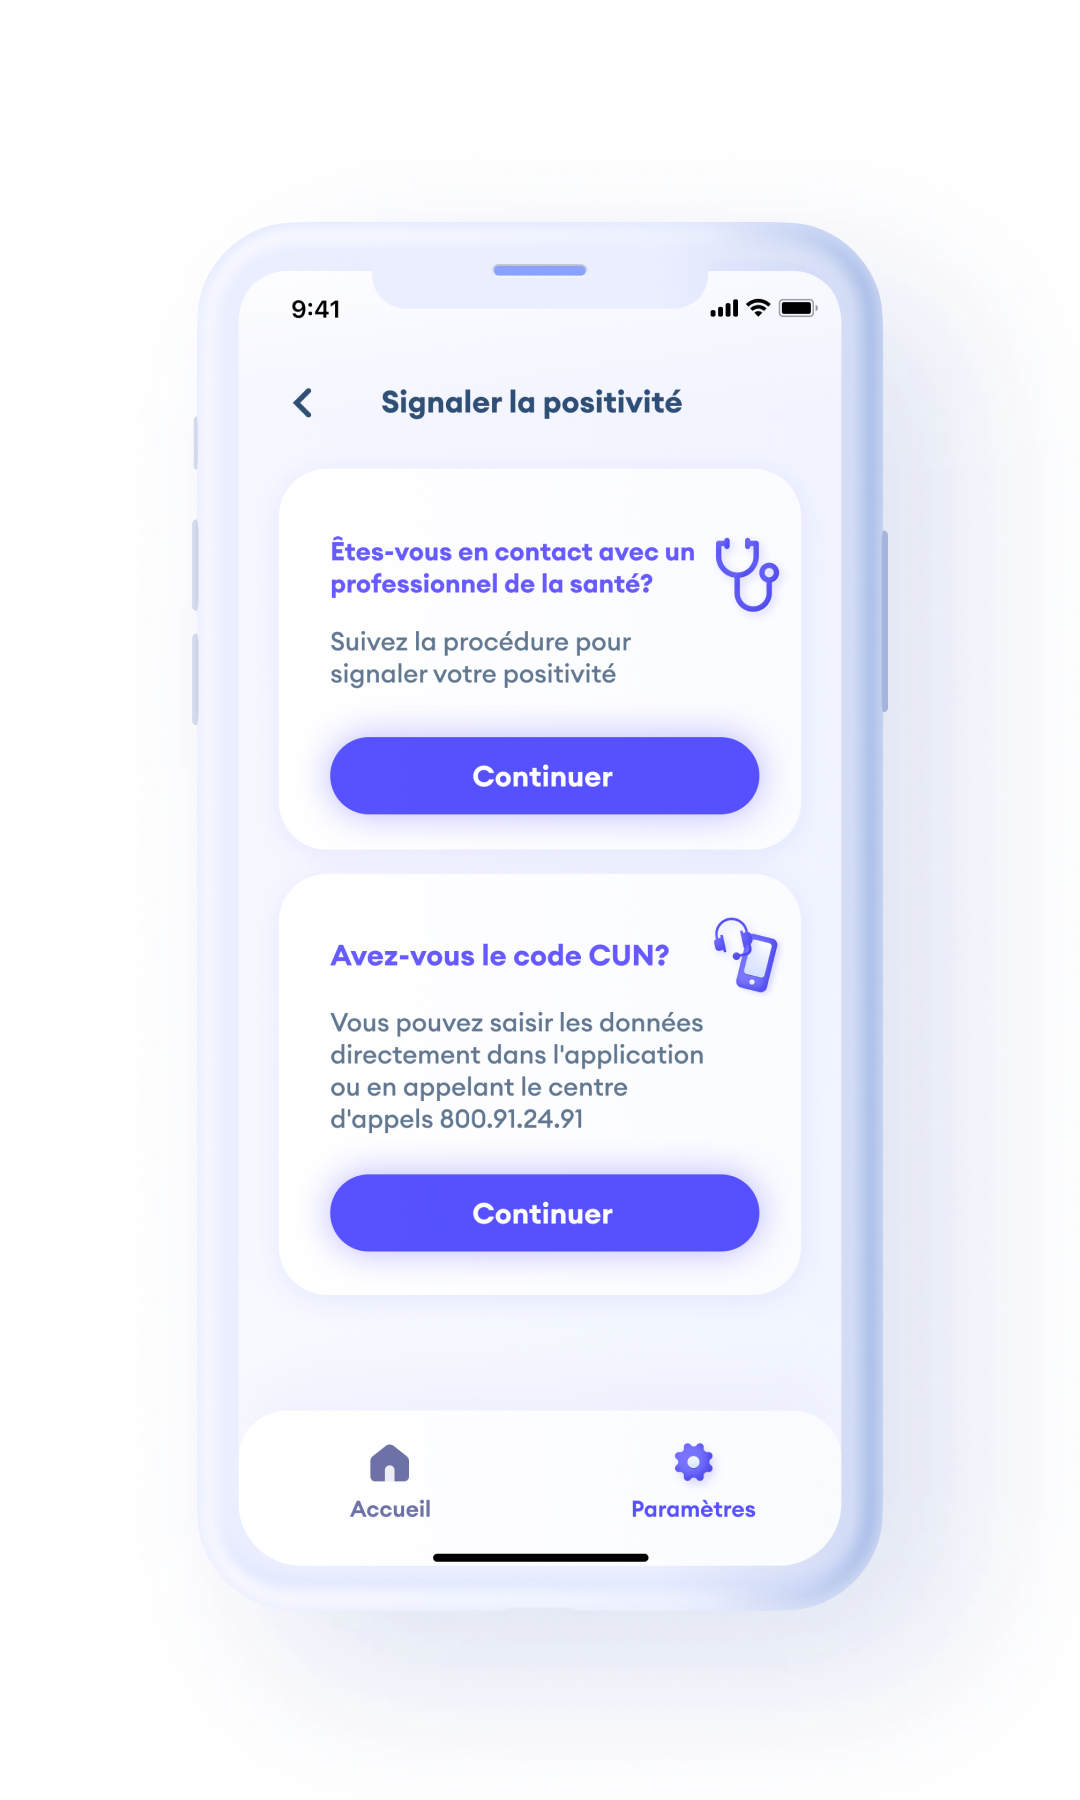 9:41
Signaler la positivité
Êtes-vous en contact avec un
professionnel de la santé?
Suivez la procédure pour
signaler votre positivité
Continuer
Avez-vous le code CUN?
Vous pouvez saisir les données
directement dans l'application
ou en appelant le centre
d'appels 800.91.24.91
Continuer
Accueil
Paramètres